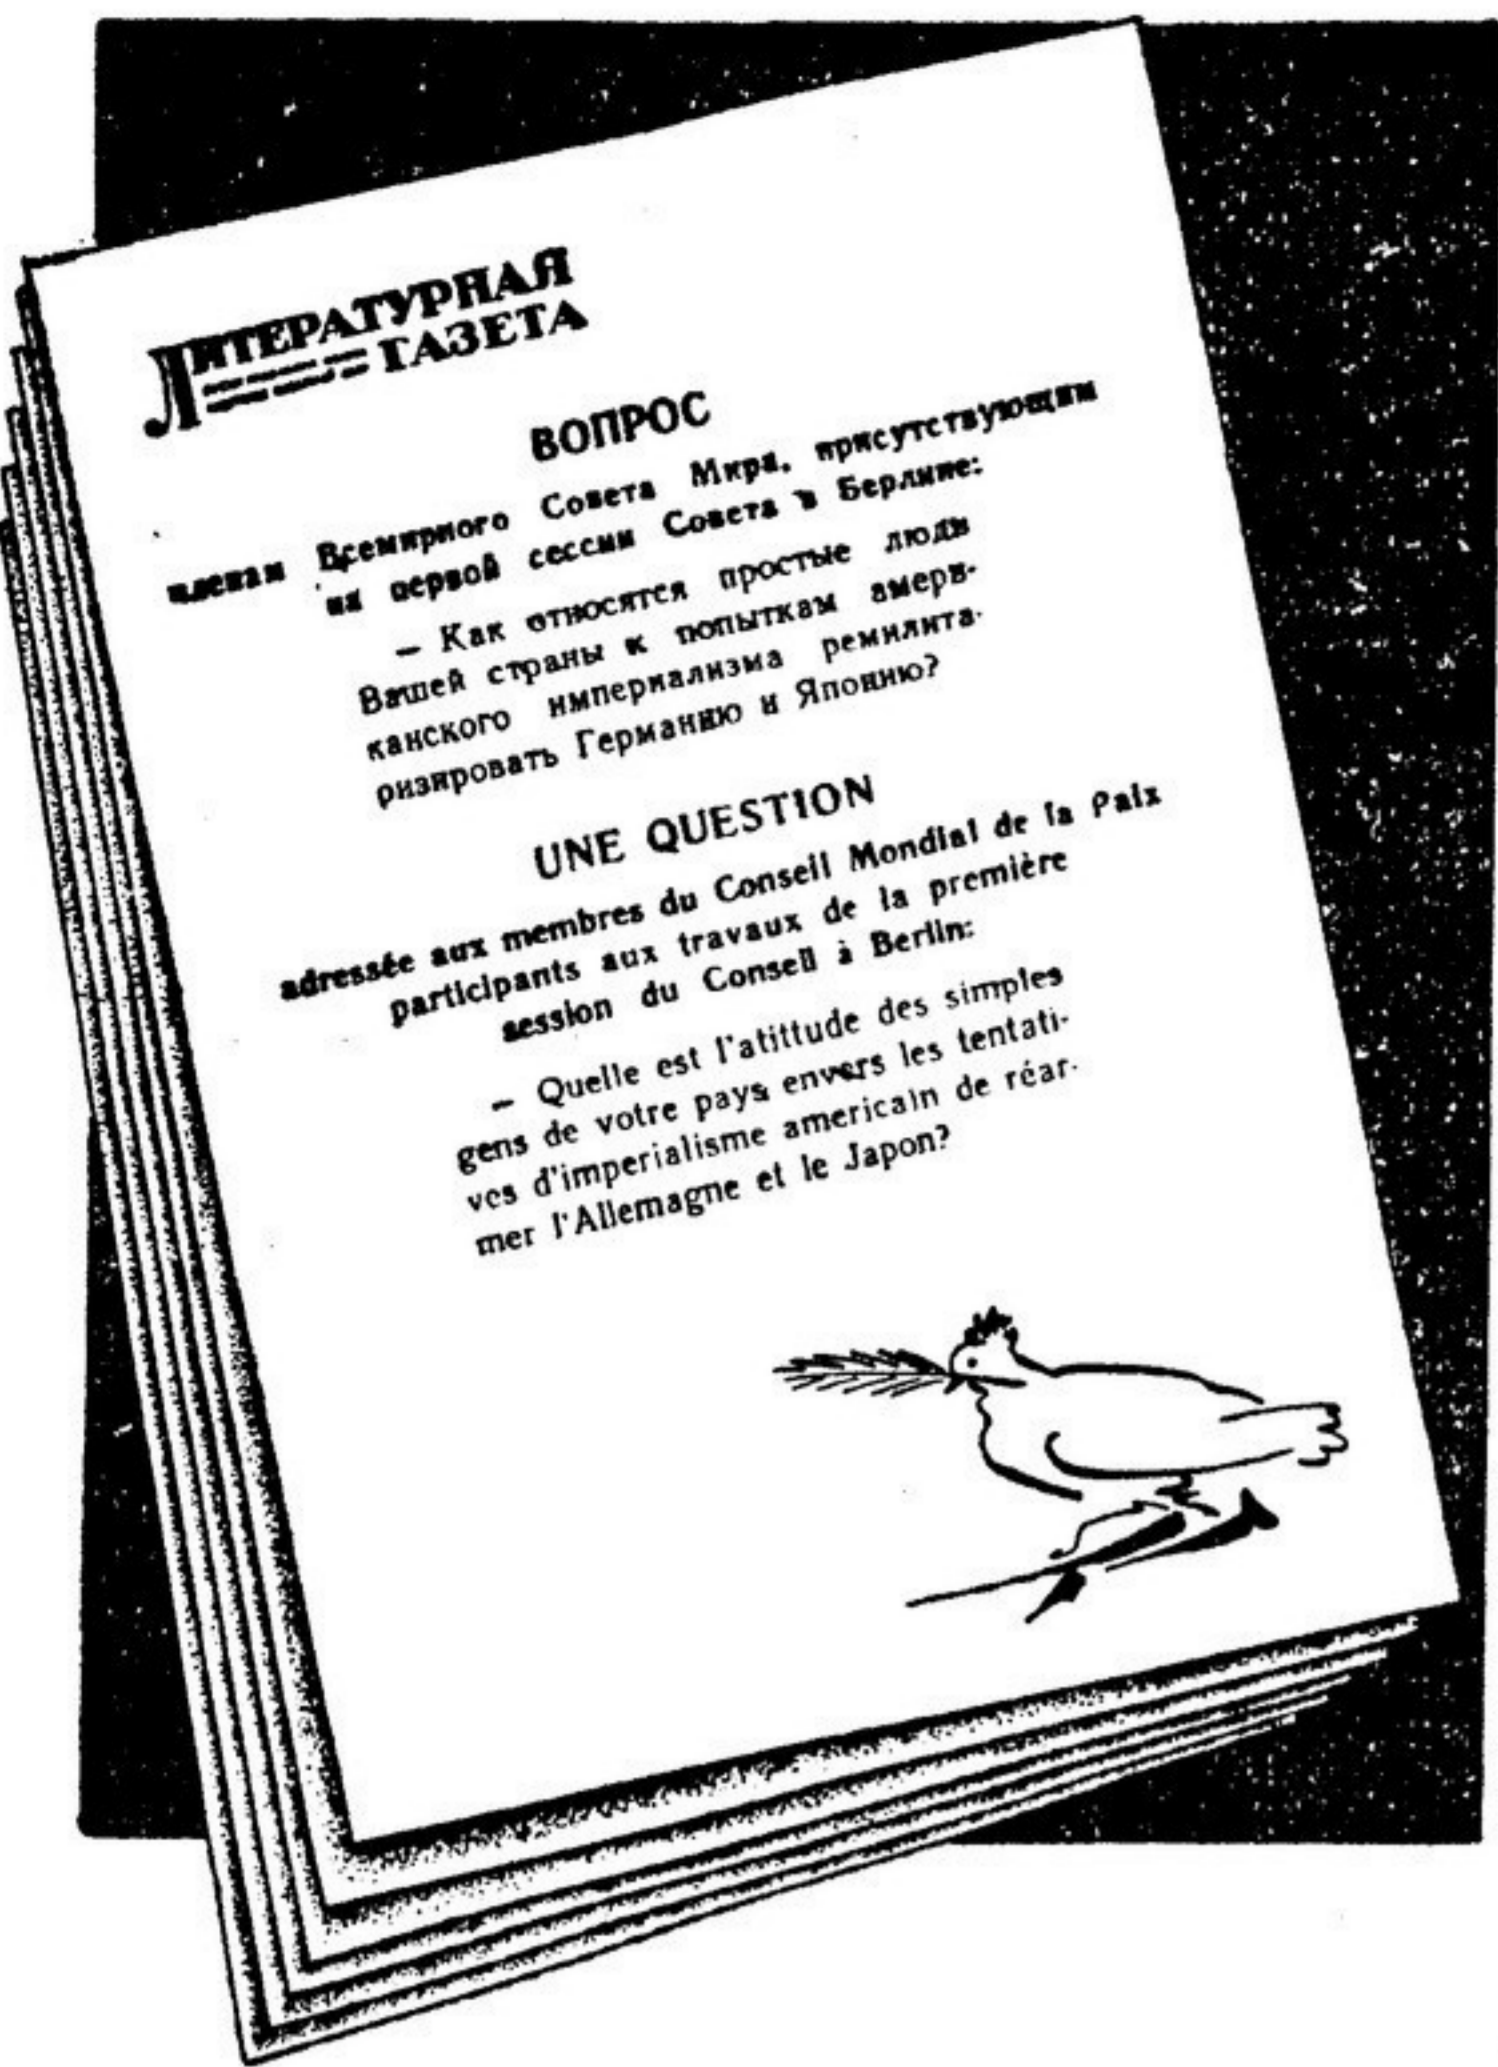 ЛИТЕРАТУРНАЯ
ГАЗЕТА
ВОПРОС
членам Всемирного Совета Мира, присутствующим
на первой сессии Совета в Берлине:
— Как относятся простые люди
Вашей страны к попыткам амери-
канского империализма ремилита-
ризировать Германию и Японию?
UNE QUESTION
adressée aux membres du Conseil Mondial de la Paix
participants aux travaux de la première
session du Conseil à Berlin:
— Quelle est l'atittude des simples
gens de votre pays envers les tentati-
ves d'imperialisme americain de réar-
mer l'Allemagne et le Japon?